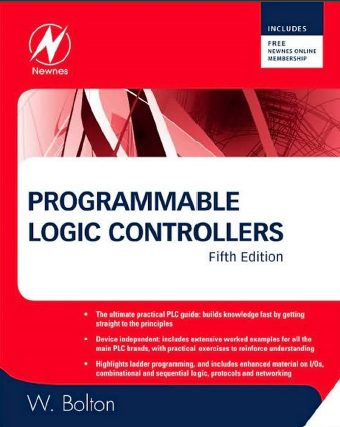 INCLUDES
FREE
NEWNES ONLINE
MEMBERSHIP
Newnes
PROGRAMMABLE
LOGIC CONTROLLERS
Fifth Edition
• The ultimate practical PLC guide: builds knowledge fast by getting
straight to the principles
• Device independent: includes extensive worked examples for all the
main PLC brands, with practical exercises to reinforce understanding
• Highlights ladder programming, and includes enhanced material on I/Os,
combinational and sequential logic, protocols and networking
W. Bolton